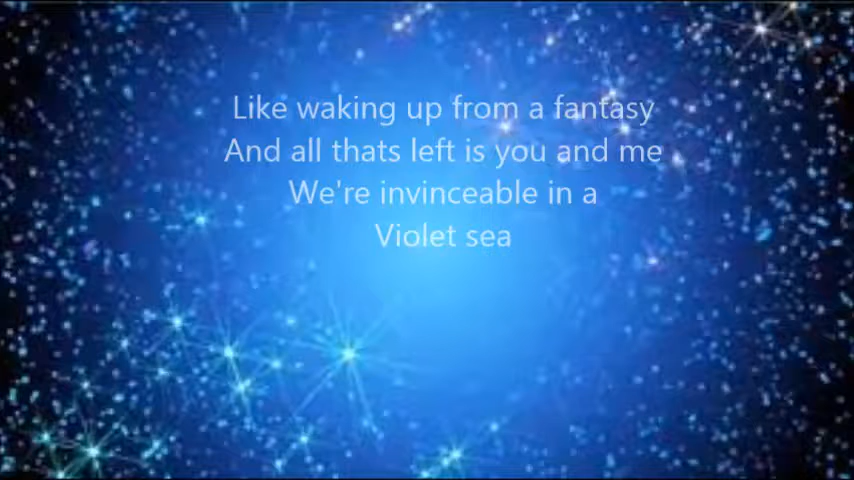 Like waking up from a fantasy
And all thats left is you and me
We're invinceable in a
Violet sea